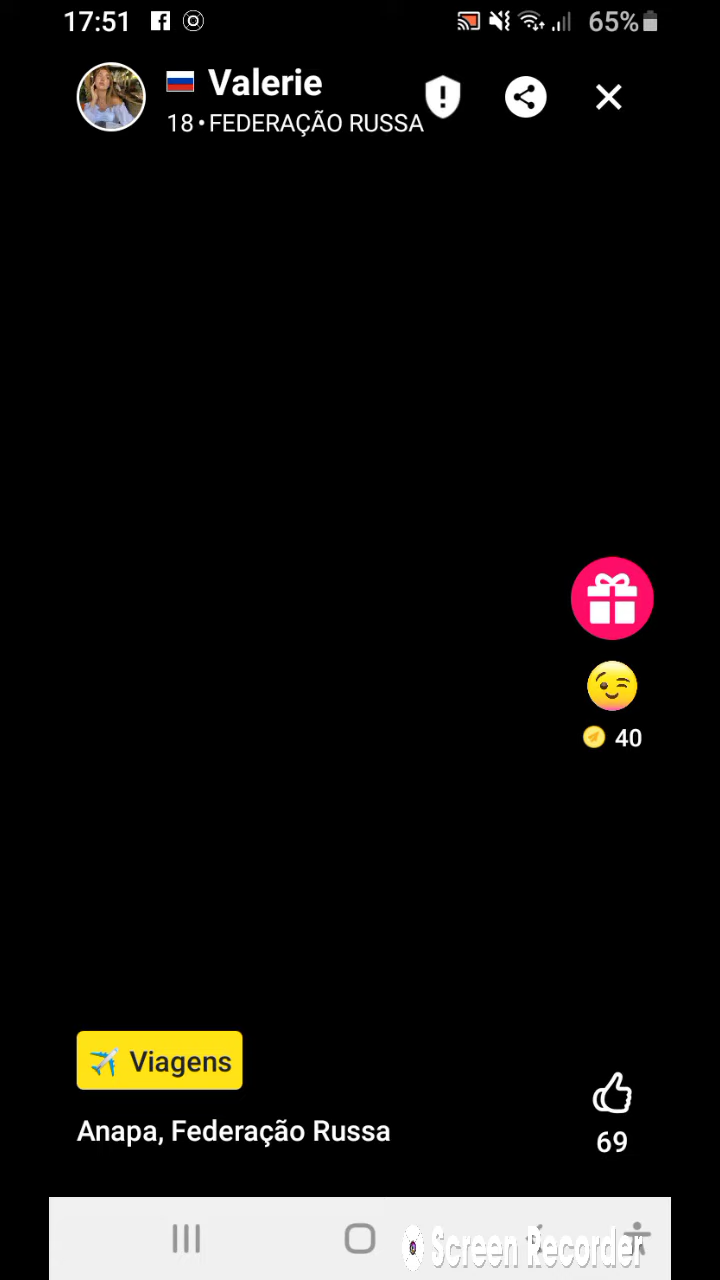 17:51
65%
Valerie
18 • FEDERAÇÃO RUSSA
40
Viagens
Anapa, Federação Russa
69
Screen Recorder